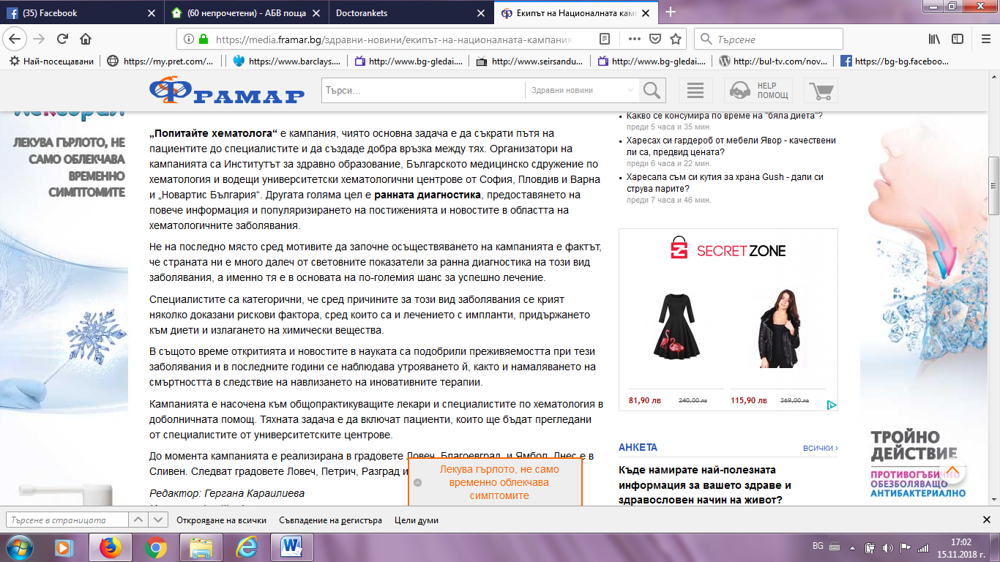 (35) Facebook
(60 непрочетени) - АБВ поща
Doctorankets
Екипът на Националната кам
https://media.framar.bg/здравни-новини/екипът-на-националната-кампания
Търсене
Най-посещавани
https://my.pret.com/...
https://www.barclays....
http://www.bg-gledai....
http://www.seirsandu...
http://www.bg-gledai....
http://bul-tv.com/nov...
https://bg-bg.faceboo...
ФРАМАР
Търси...
Здравни новини
HELP
ПОМОЩ
ЛЕКУВА ГЪРЛОТО, НЕ
САМО ОБЛЕКЧАВА
ВРЕМЕННО
СИМПТОМИТЕ
„Попитайте хематолога“ е кампания, чиято основна задача е да съкрати пътя на
пациентите до специалистите и да създаде добра връзка между тях. Организатори на
кампанията са Институтът за здравно образование, Българското медицинско сдружение по
хематология и водещи университетски хематологични центрове от София, Пловдив и Варна
и „Новартис България“. Другата голяма цел е ранната диагностика, предоставянето на
повече информация и популяризирането на постиженията и новостите в областта на
хематологичните заболявания.
Не на последно място сред мотивите да започне осъществяването на кампанията е фактът,
че страната ни е много далеч от световните показатели за ранна диагностика на този вид
заболявания, а именно тя е в основата на по-големия шанс за успешно лечение.
Специалистите са категорични, че сред причините за този вид заболявания се крият
няколко доказани рискови фактора, сред които са и лечението с импланти, придържането
към диети и излагането на химически вещества.
В същото време откритията и новостите в науката са подобрили преживяемостта при тези
заболявания и в последните години се наблюдава утрояването й, както и намаляването на
смъртността в следствие на навлизането на иновативните терапии.
Кампанията е насочена към общопрактикуващите лекари и специалистите по хематология в
доболничната помощ. Тяхната задача е да включат пациенти, които ще бъдат прегледани
от специалистите от университетските центрове.
До момента кампанията е реализирана в градовете Ловеч, Благоевград, и Ямбол. Днес е в
Сливен. Следват градовете Ловеч, Петрич, Разград и
Редактор: Гергана Караилиева
Лекува гърлото, не само
временно облекчава
симптомите
Какво се консумира по време на "бяла диета"?
преди 5 часа и 35 мин.
Харесах си гардероб от мебели Явор - качествени
ли са, предвид цената?
преди 6 часа и 22 мин.
Харесала съм си кутия за храна Gush - дали си
струва парите?
преди 7 часа и 46 мин.
SECRET ZONE
81,90 лв
240,00 лв
115,90 лв
369,00 лв
АНКЕТА
ВСИЧКИ ›
Къде намирате най-полезната
информация за вашето здраве и
здравословен начин на живот?
ТРОЙНО
ДЕЙСТВИЕ
ПРОТИВОГЪБИЧНО
ОБЕЗБОЛЯВАЩО
АНТИБАКТЕРИАЛНО
Търсене в страницата
Открояване на всички
Съвпадение на регистъра
Цели думи
BG
17:02
15.11.2018 г.